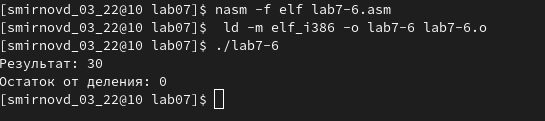 [smirnovd_03_22@10 lab07]$ nasm -f elf lab7-6.asm
[smirnovd_03_22@10 lab07]$  ld -m elf_i386 -o lab7-6 lab7-6.o
[smirnovd_03_22@10 lab07]$ ./lab7-6
Результат: 30
Остаток от деления: 0
[smirnovd_03_22@10 lab07]$